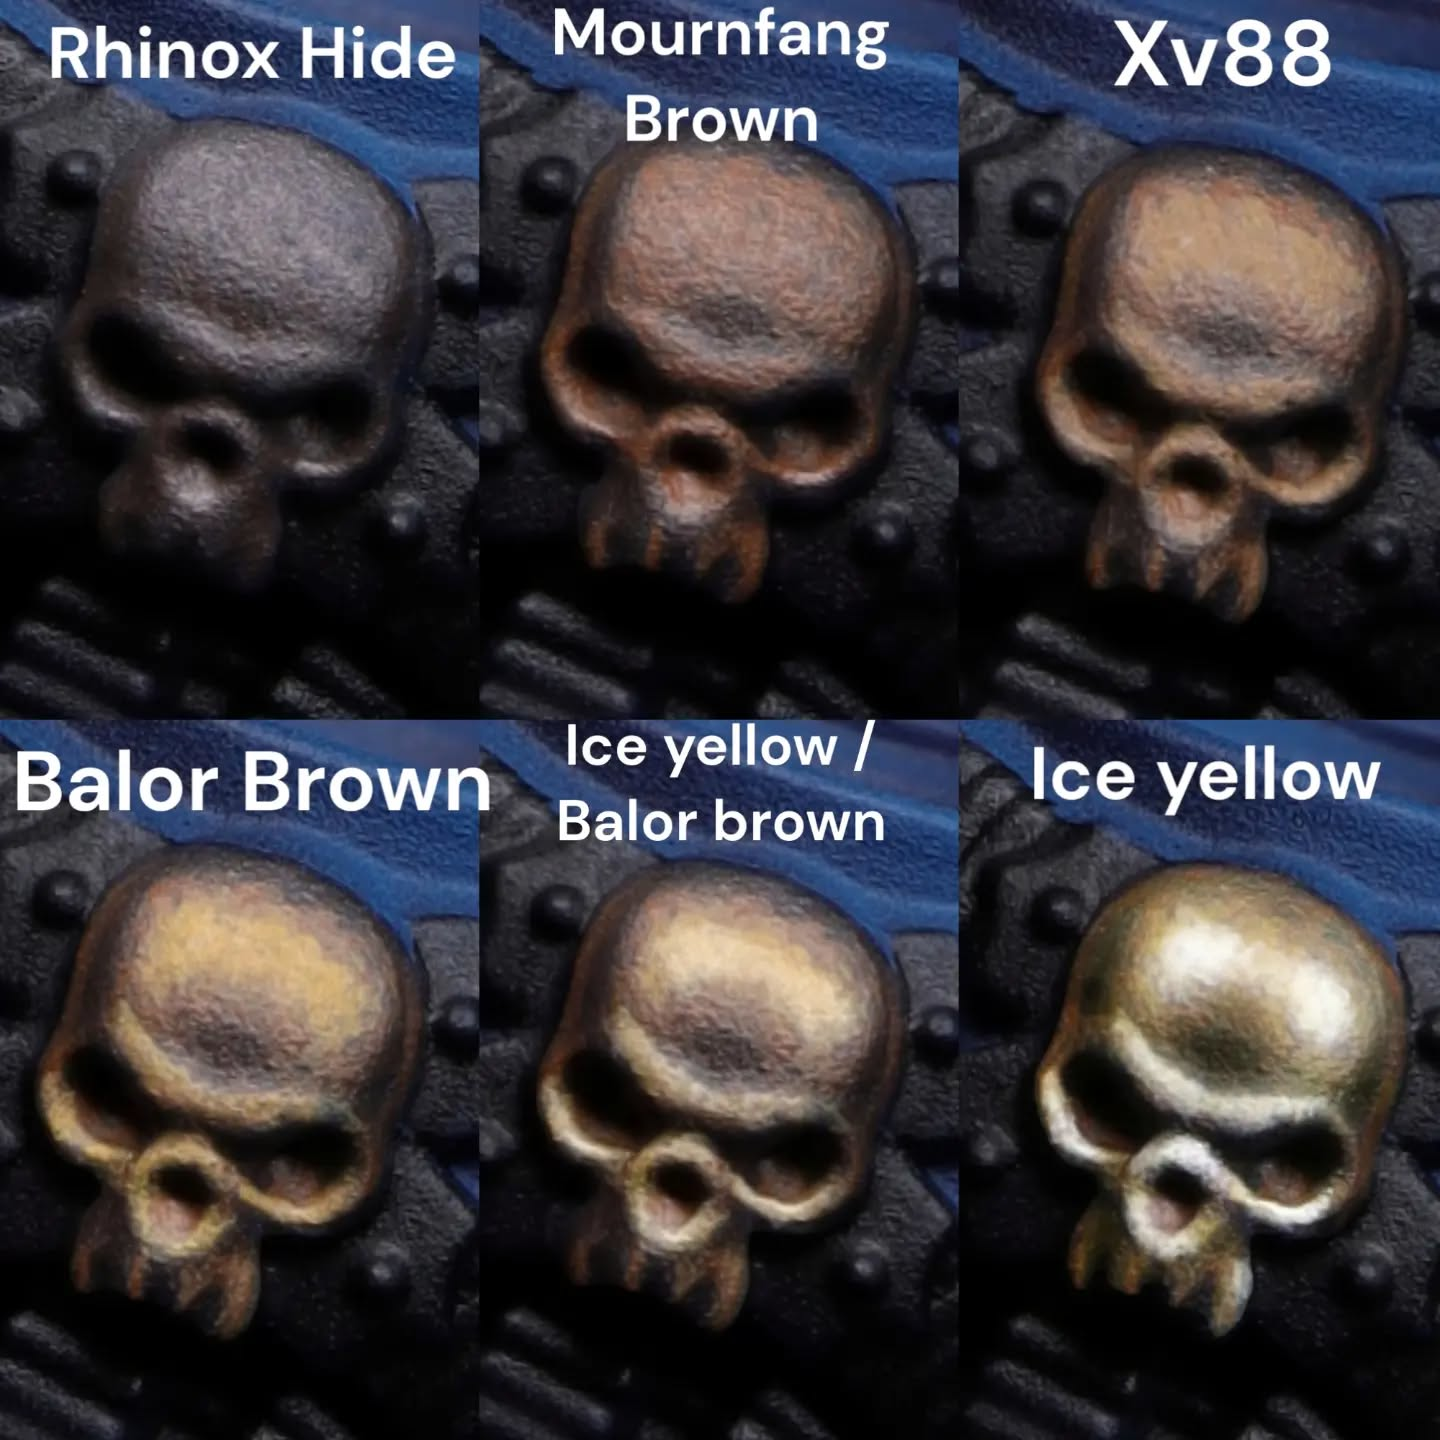 Rhinox Hide
Mournfang
Brown
Xv88
Balor Brown
Ice yellow /
Balor brown
Ice yellow